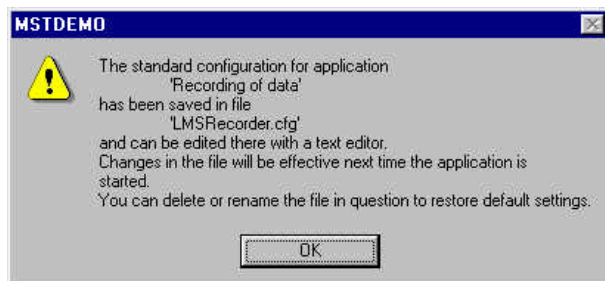 MSTDEMO
The standard configuration for application
'Recording of data'
has been saved in file
'LMSRecorder.cfg'
and can be edited there with a text editor.
Changes in the file will be effective next time the application is
started.
You can delete or rename the file in question to restore default settings.
OK